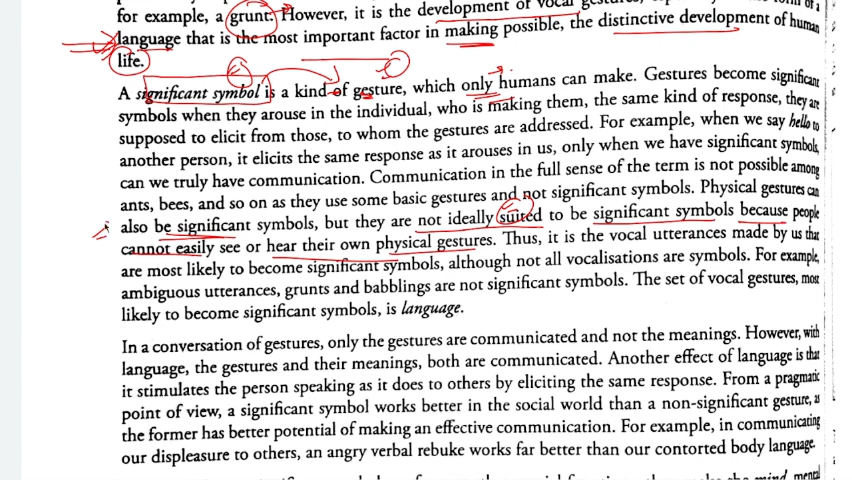 for example, a grunt. However, it is the development of vocal
language that is the most important factor in making possible, the distinctive development of human
life.
A significant symbol is a kind of gesture, which only humans can make. Gestures become significant
symbols when they arouse in the individual, who is making them, the same kind of response, they are
supposed to elicit from those, to whom the gestures are addressed. For example, when we say hello to
another person, it elicits the same response as it arouses in us, only when we have significant symbols,
can we truly have communication. Communication in the full sense of the term is not possible among
ants, bees, and so on as they use some basic gestures and not significant symbols. Physical gestures can
also be significant symbols, but they are not ideally suited to be significant symbols because people
cannot easily see or hear their own physical gestures. Thus, it is the vocal utterances made by us that
are most likely to become significant symbols, although not all vocalisations are symbols. For example,
ambiguous utterances, grunts and babblings are not significant symbols. The set of vocal gestures, most
likely to become significant symbols, is language.
In a conversation of gestures, only the gestures are communicated and not the meanings. However, with
language, the gestures and their meanings, both are communicated. Another effect of language is that
it stimulates the person speaking as it does to others by eliciting the same response. From a pragmatic
point of view, a significant symbol works better in the social world than a non-significant gesture, as
the former has better potential of making an effective communication. For example, in communicating
our displeasure to others, an angry verbal rebuke works far better than our contorted body language.
the mind mental